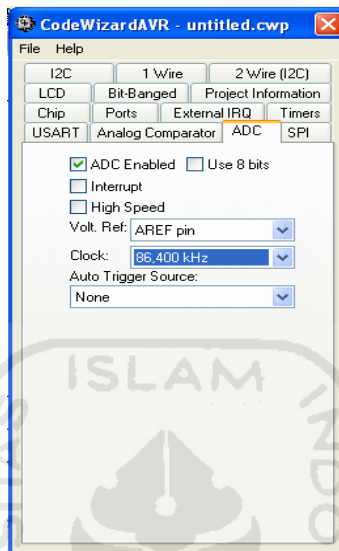 CodeWizardAVR - untitled.cwp
File Help
I2C 1 Wire 2 Wire (I2C)
LCD Bit-Banged Project Information
Chip Ports External IRQ Timers
USART Analog Comparator ADC SPI
ADC Enabled Use 8 bits
Interrupt
High Speed
Volt. Ref: AREF pin
Clock: 86,400 kHz
Auto Trigger Source:
None
ISLAM